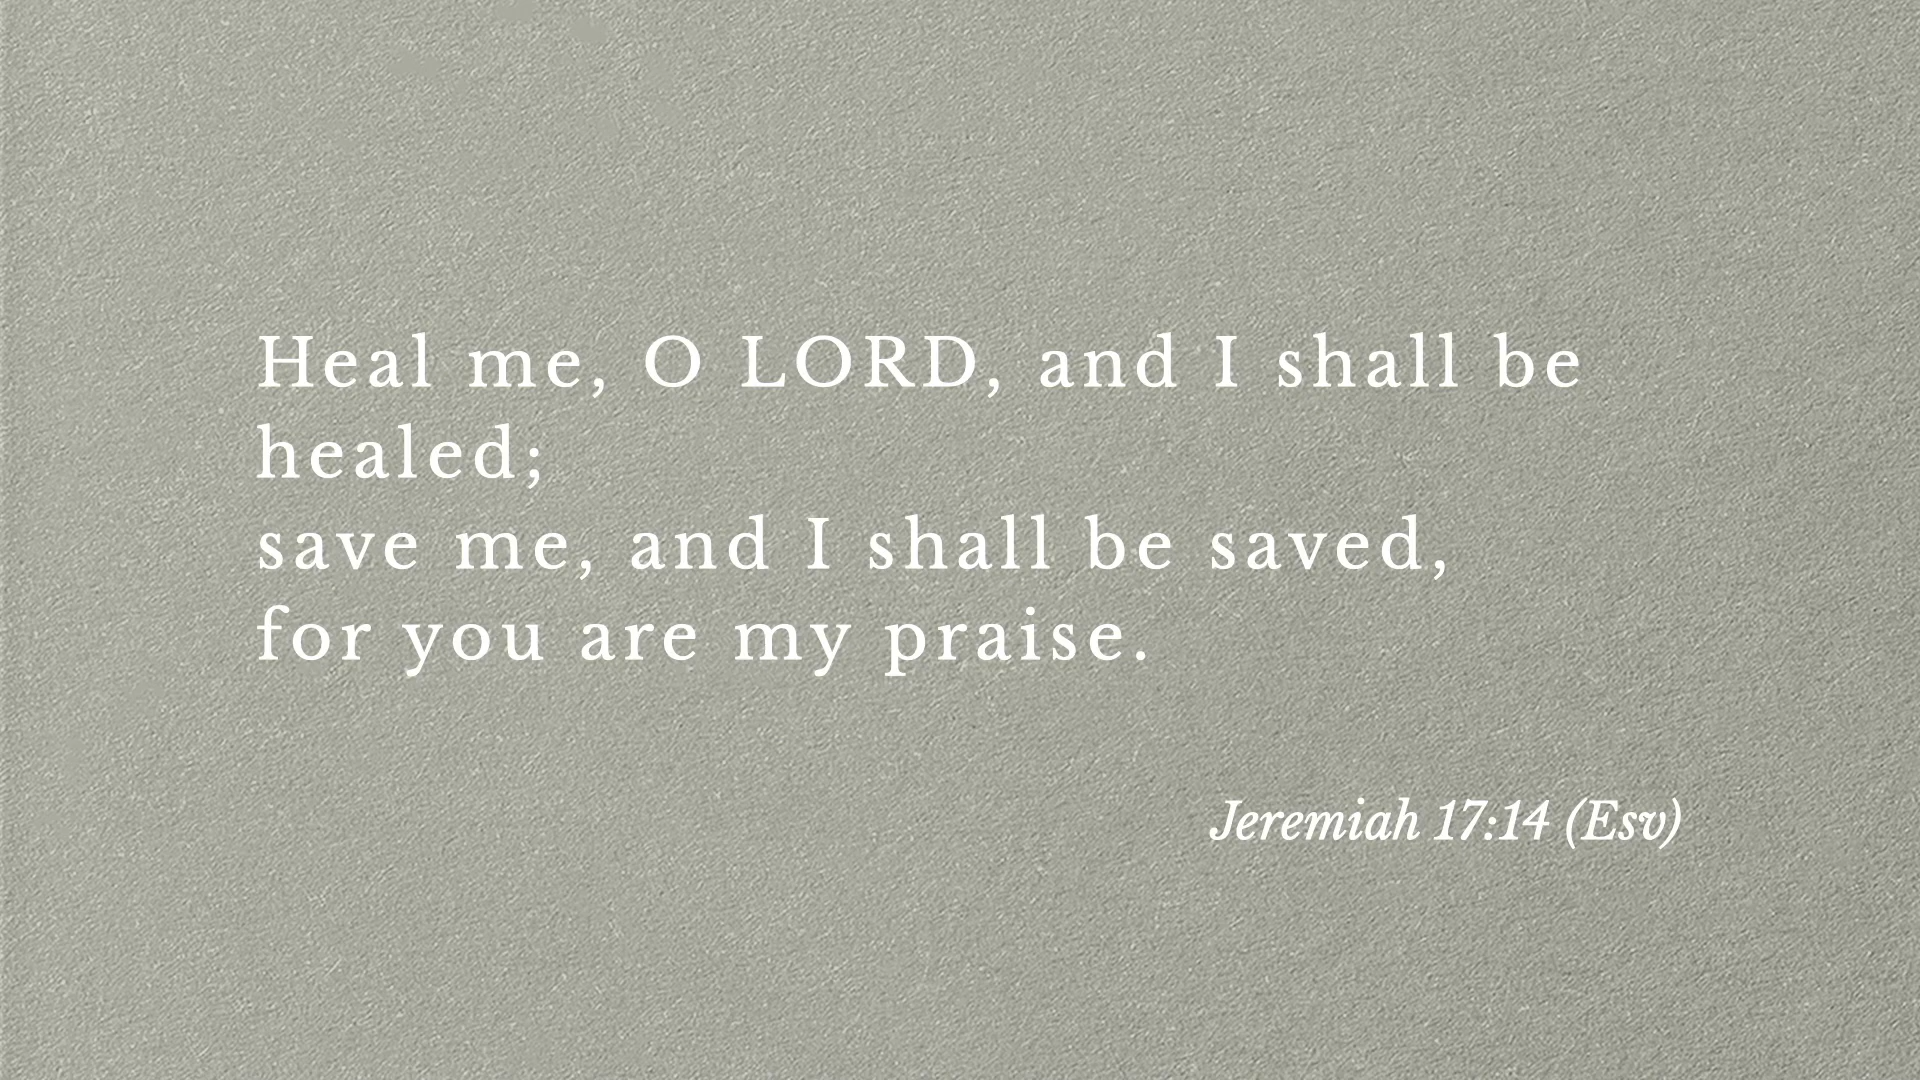 Heal me, O LORD, and I shall be
healed;
save me, and I shall be saved,
for you are my praise.
Jeremiah 17:14 (Esv)